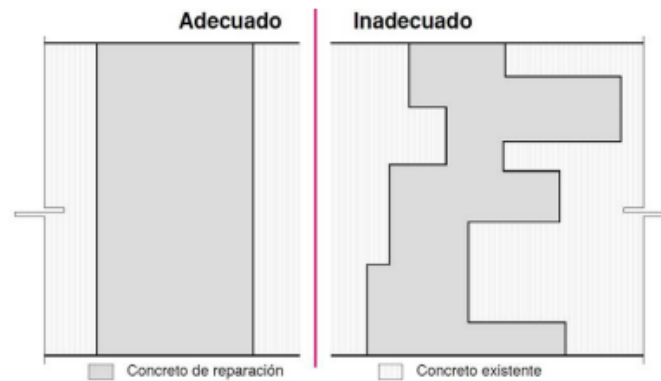 Adecuado
Inadecuado
Concreto de reparación
Concreto existente